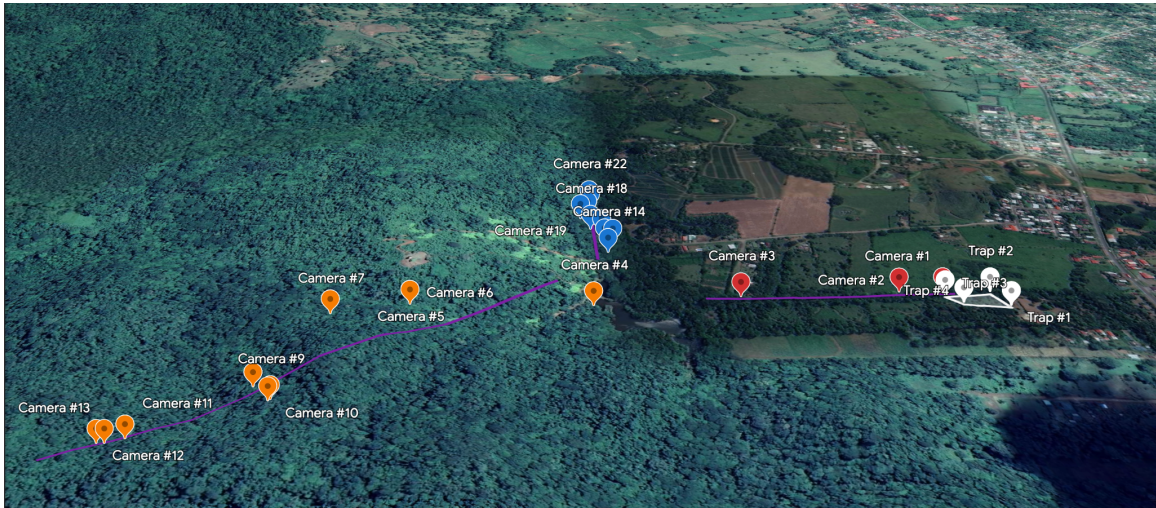 Camera #22
Camera #18
Camera #14
Camera #19
Trap #2
Camera #3
Camera #1
Camera #4
Camera #7
Camera #2
Trap #3
Trap #4
Camera #6
Camera #5
Trap #1
Camera #9
Camera #13
Camera #11
Camera #10
Camera #12